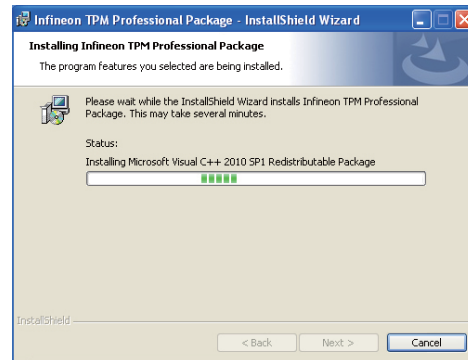 Infineon TPM Professional Package - InstallShield Wizard
Installing Infineon TPM Professional Package
The program features you selected are being installed.
Please wait while the InstallShield Wizard installs Infineon TPM Professional
Package. This may take several minutes.
Status:
Installing Microsoft Visual C++ 2010 SP1 Redistributable Package
InstallShield
< Back Next > Cancel